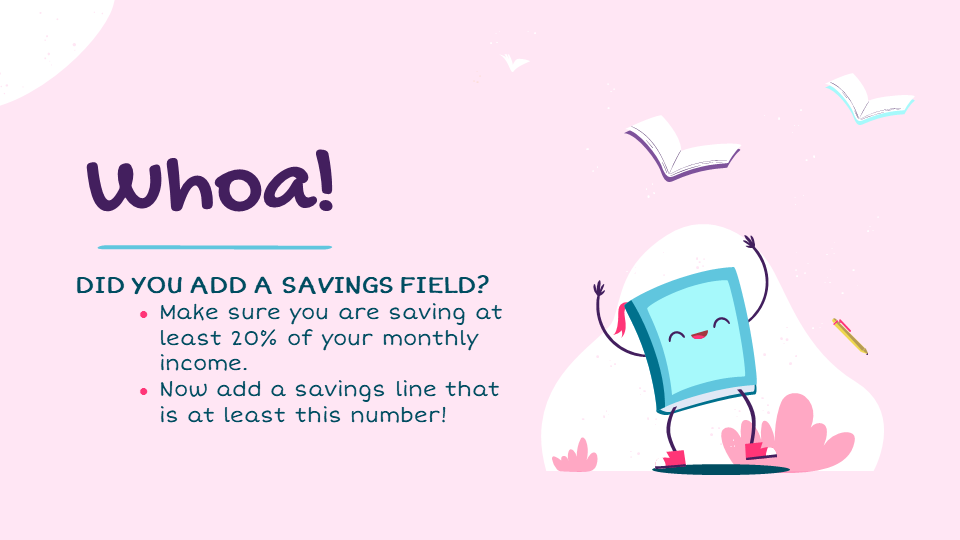 Whoa!
DID YOU ADD A SAVINGS FIELD?
• Make sure you are saving at
least 20% of your monthly
income.
• Now add a savings line that
is at least this number!